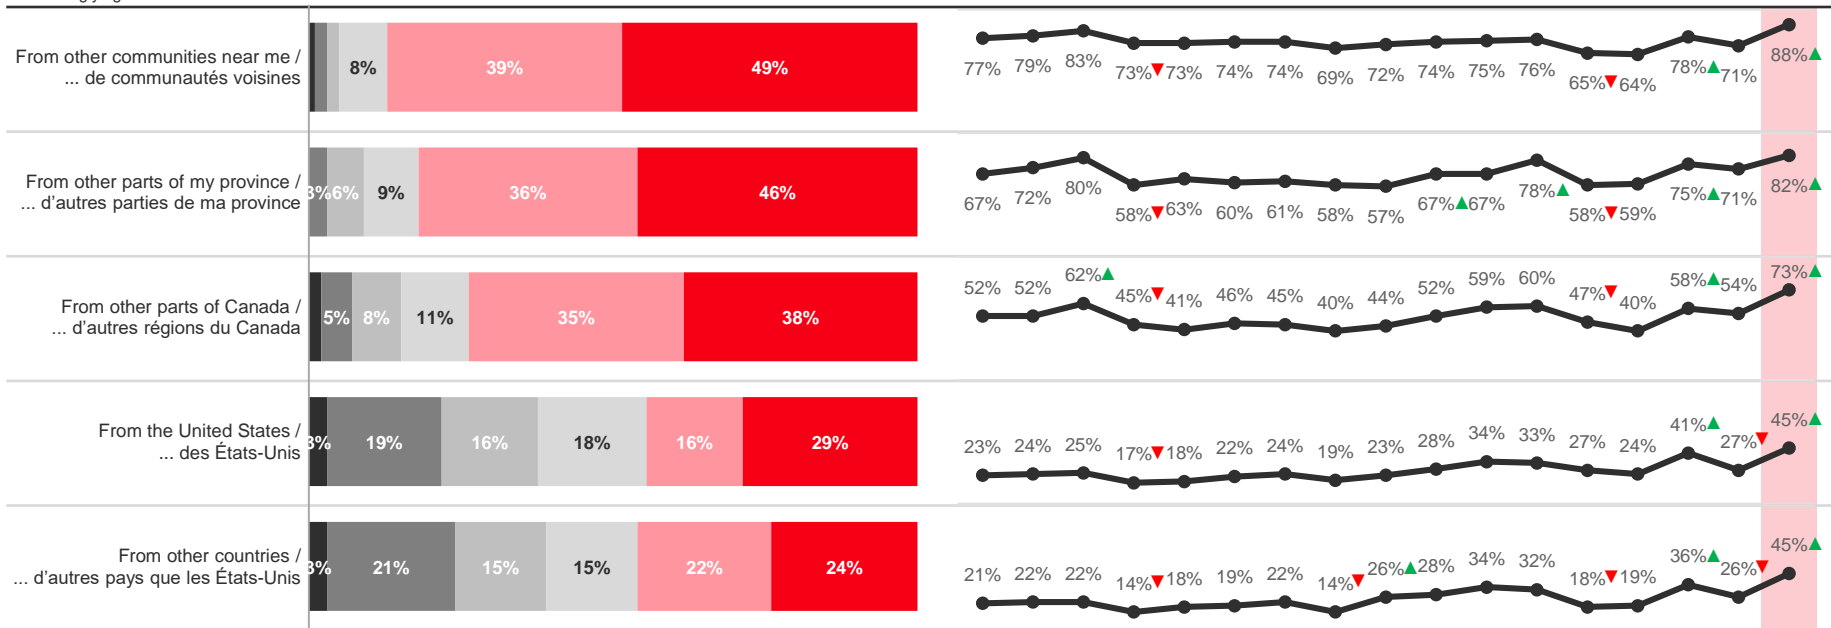 From other communities near me /
... de communautés voisines
8% 39% 49%
77% 79% 83% 73% 73% 74% 74% 69% 72% 74% 75% 76% 65% 64% 78% 71% 88%
From other parts of my province /
... d'autres parties de ma province
3% 6% 9% 36% 46%
67% 72% 80% 58% 63% 60% 61% 58% 57% 67% 67% 78% 58% 59% 75% 71% 82%
From other parts of Canada /
... d'autres régions du Canada
5% 8% 11% 35% 38%
52% 52% 62% 45% 41% 46% 45% 40% 44% 52% 59% 60% 47% 40% 58% 54% 73%
From the United States /
... des États-Unis
3% 19% 16% 18% 16% 29%
23% 24% 25% 17% 18% 22% 24% 19% 23% 28% 34% 33% 27% 24% 41% 27% 45%
From other countries /
... d'autres pays que les États-Unis
3% 21% 15% 15% 22% 24%
21% 22% 22% 14% 18% 19% 22% 14% 26% 28% 34% 32% 18% 19% 36% 26% 45%